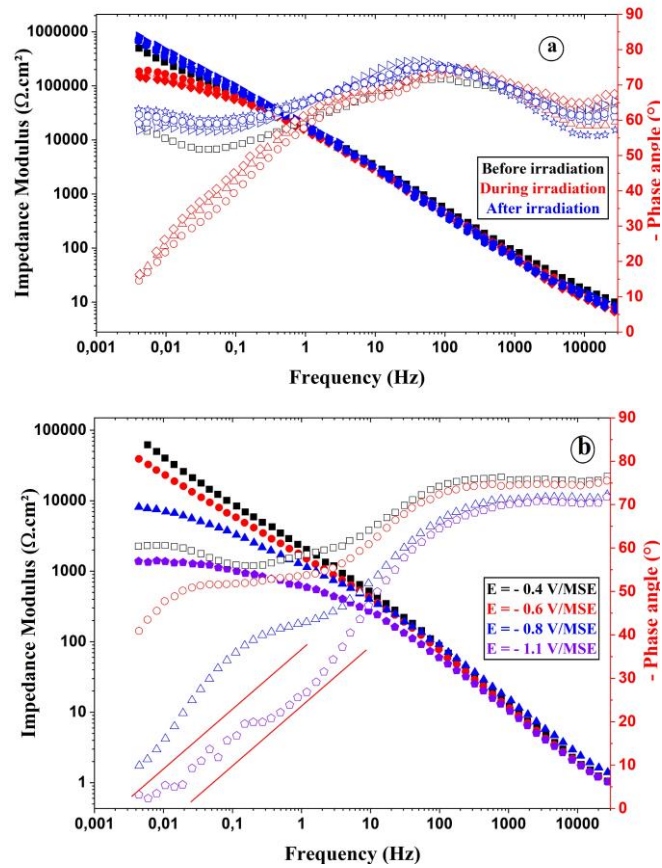 a
Impedance Modulus (Ω.cm²)
1000000
100000
10000
1000
100
10
90
80
70
60
50
40
30
20
10
0
- Phase angle (°)
Before irradiation
During irradiation
After irradiation
0,001 0,01 0,1 1 10 100 1000 10000
Frequency (Hz)
b
Impedance Modulus (Ω.cm²)
100000
10000
1000
100
10
1
90
80
70
60
50
40
30
20
10
0
- Phase angle (°)
E = - 0.4 V/MSE
E = - 0.6 V/MSE
E = - 0.8 V/MSE
E = - 1.1 V/MSE
0,001 0,01 0,1 1 10 100 1000 10000
Frequency (Hz)